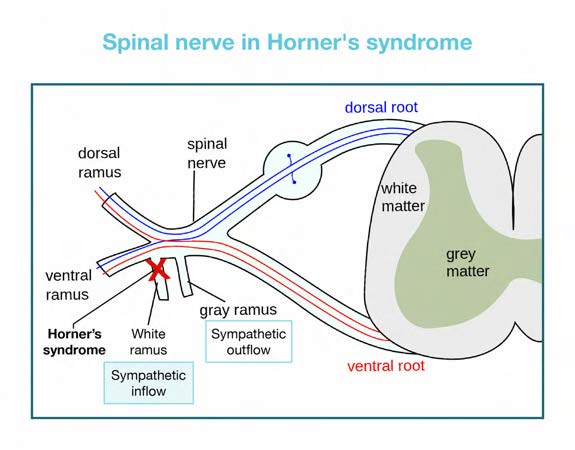 Spinal nerve in Horner's syndrome
dorsal root
spinal
nerve
dorsal
ramus
white
matter
grey
matter
ventral
ramus
gray ramus
Horner's
syndrome
White
ramus
Sympathetic
outflow
ventral root
Sympathetic
inflow